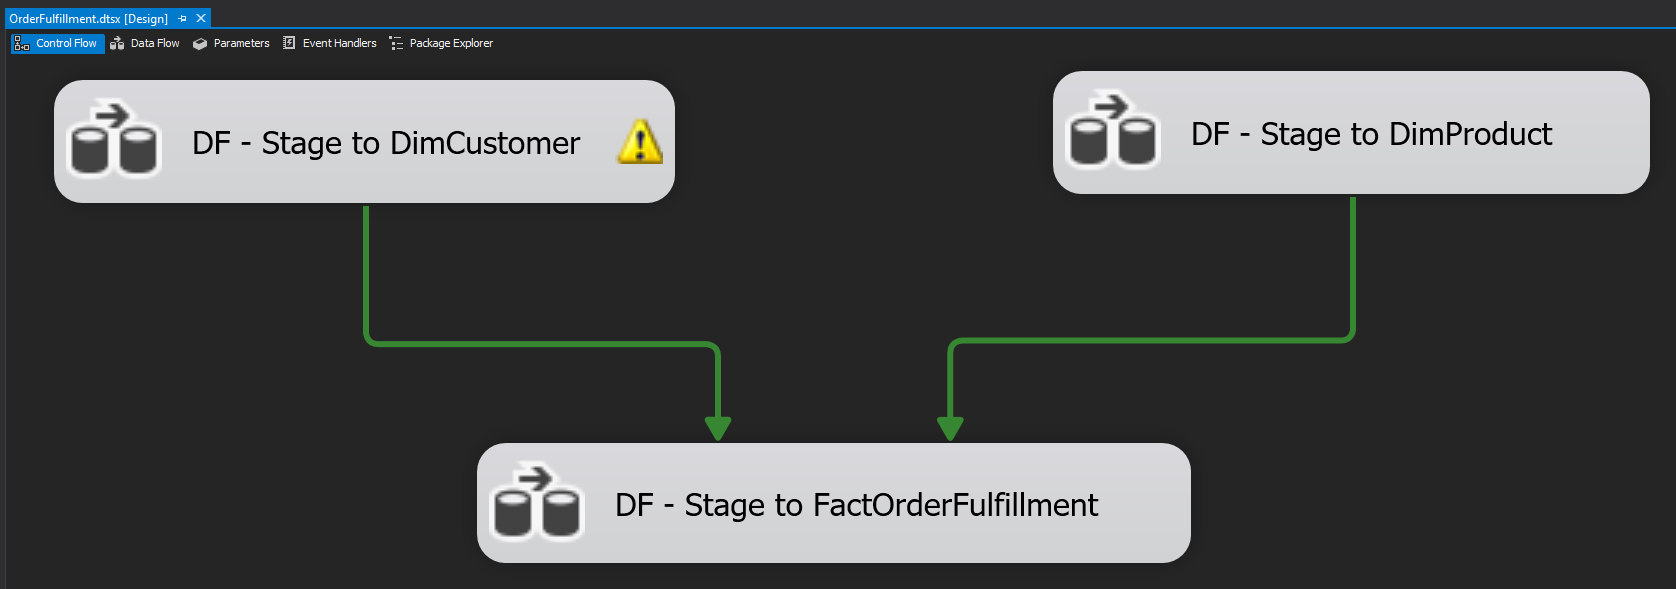 OrderFulfillment.dtsx [Design]
Control Flow Data Flow Parameters Event Handlers Package Explorer
DF - Stage to DimCustomer
DF - Stage to DimProduct
DF - Stage to FactOrderFulfillment